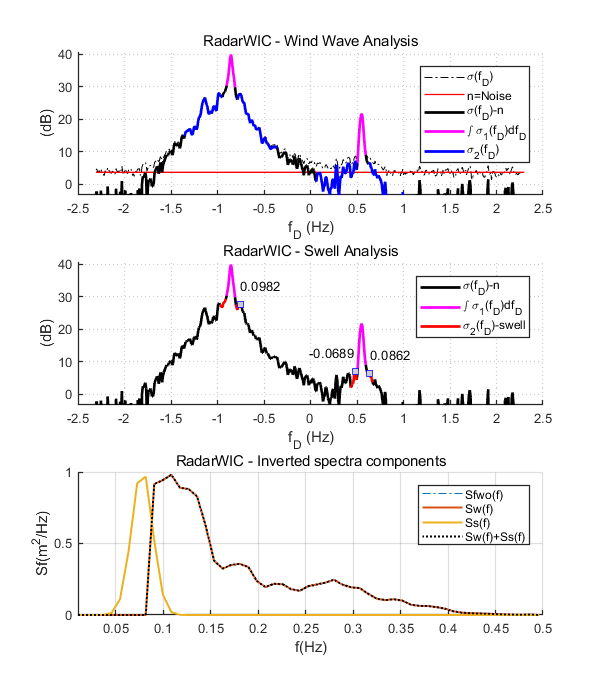 RadarWIC - Wind Wave Analysis
40
30
20
10
0
(dB)
σ(f_D)
n=Noise
σ(f_D)-n
∫ σ_1(f_D)df_D
σ_2(f_D)
-2.5 -2 -1.5 -1 -0.5 0 0.5 1 1.5 2 2.5
f_D (Hz)
RadarWIC - Swell Analysis
40
30
20
10
0
(dB)
0.0982
-0.0689
0.0862
σ(f_D)-n
∫ σ_1(f_D)df_D
σ_2(f_D)-swell
-2.5 -2 -1.5 -1 -0.5 0 0.5 1 1.5 2 2.5
f_D (Hz)
RadarWIC - Inverted spectra components
1
0.5
0
Sf(m^2/Hz)
Sfwo(f)
Sw(f)
Ss(f)
Sw(f)+Ss(f)
0.05 0.1 0.15 0.2 0.25 0.3 0.35 0.4 0.45 0.5
f(Hz)